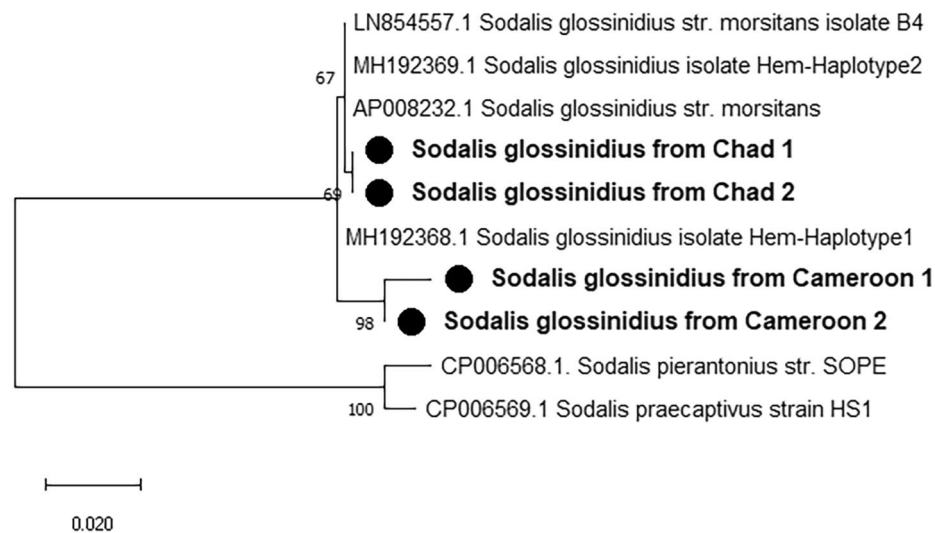 LN854557.1 Sodalis glossinidius str. morsitans isolate B4
67
MH192369.1 Sodalis glossinidius isolate Hem-Haplotype2
AP008232.1 Sodalis glossinidius str. morsitans
Sodalis glossinidius from Chad 1
69
Sodalis glossinidius from Chad 2
MH192368.1 Sodalis glossinidius isolate Hem-Haplotype1
Sodalis glossinidius from Cameroon 1
98
Sodalis glossinidius from Cameroon 2
CP006568.1. Sodalis pierantonius str. SOPE
100
CP006569.1 Sodalis praecaptivus strain HS1
0.020